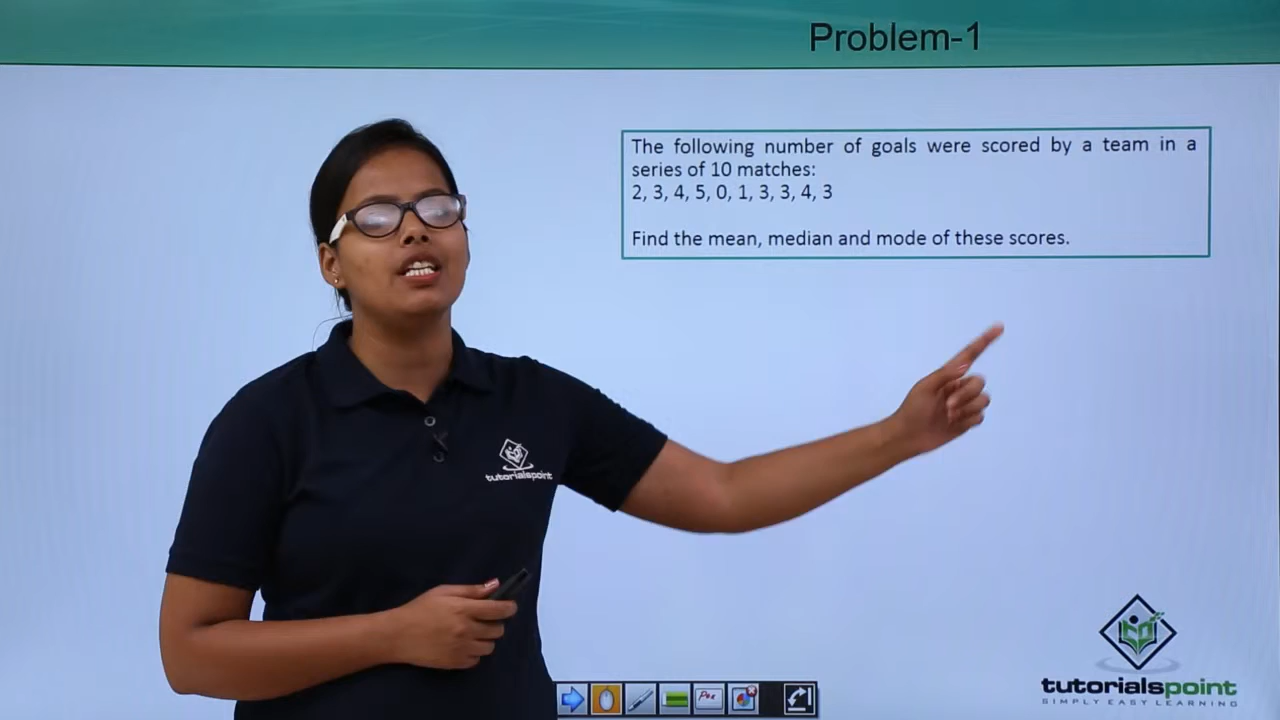 Problem-1
The following number of goals were scored by a team in a
series of 10 matches:
2, 3, 4, 5, 0, 1, 3, 3, 4, 3
Find the mean, median and mode of these scores.
tutorialspoint
Pen
tutorialspoint
SIMPLY EASY LEARNING